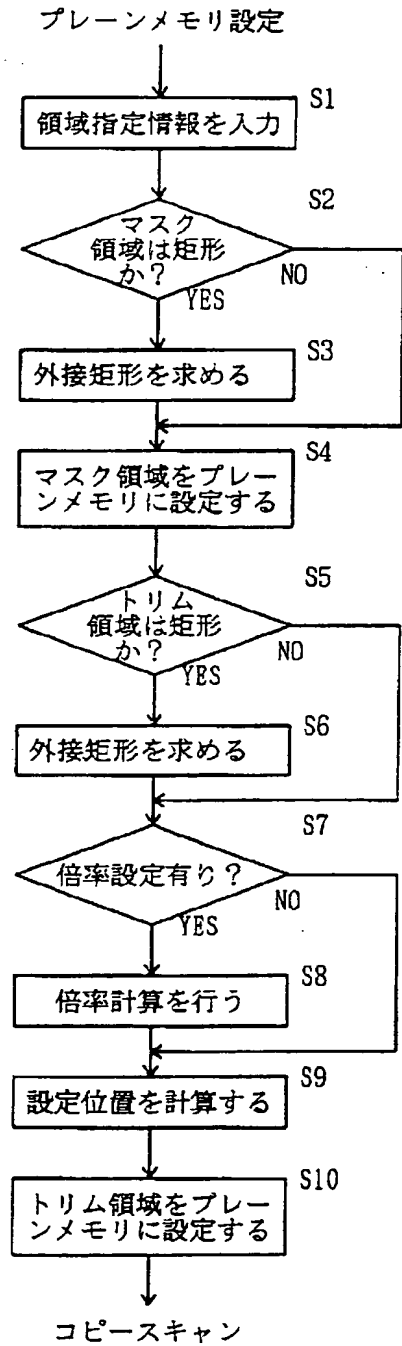 プレーンメモリ設定
S1
領域指定情報を入力
S2
マスク
領域は矩形
か?
NO
YES
S3
外接矩形を求める
S4
マスク領域をプレー
ンメモリに設定する
S5
トリム
領域は矩形
か?
NO
YES
S6
外接矩形を求める
S7
倍率設定有り?
NO
YES
S8
倍率計算を行う
S9
設定位置を計算する
S10
トリム領域をプレー
ンメモリに設定する
コピースキャン